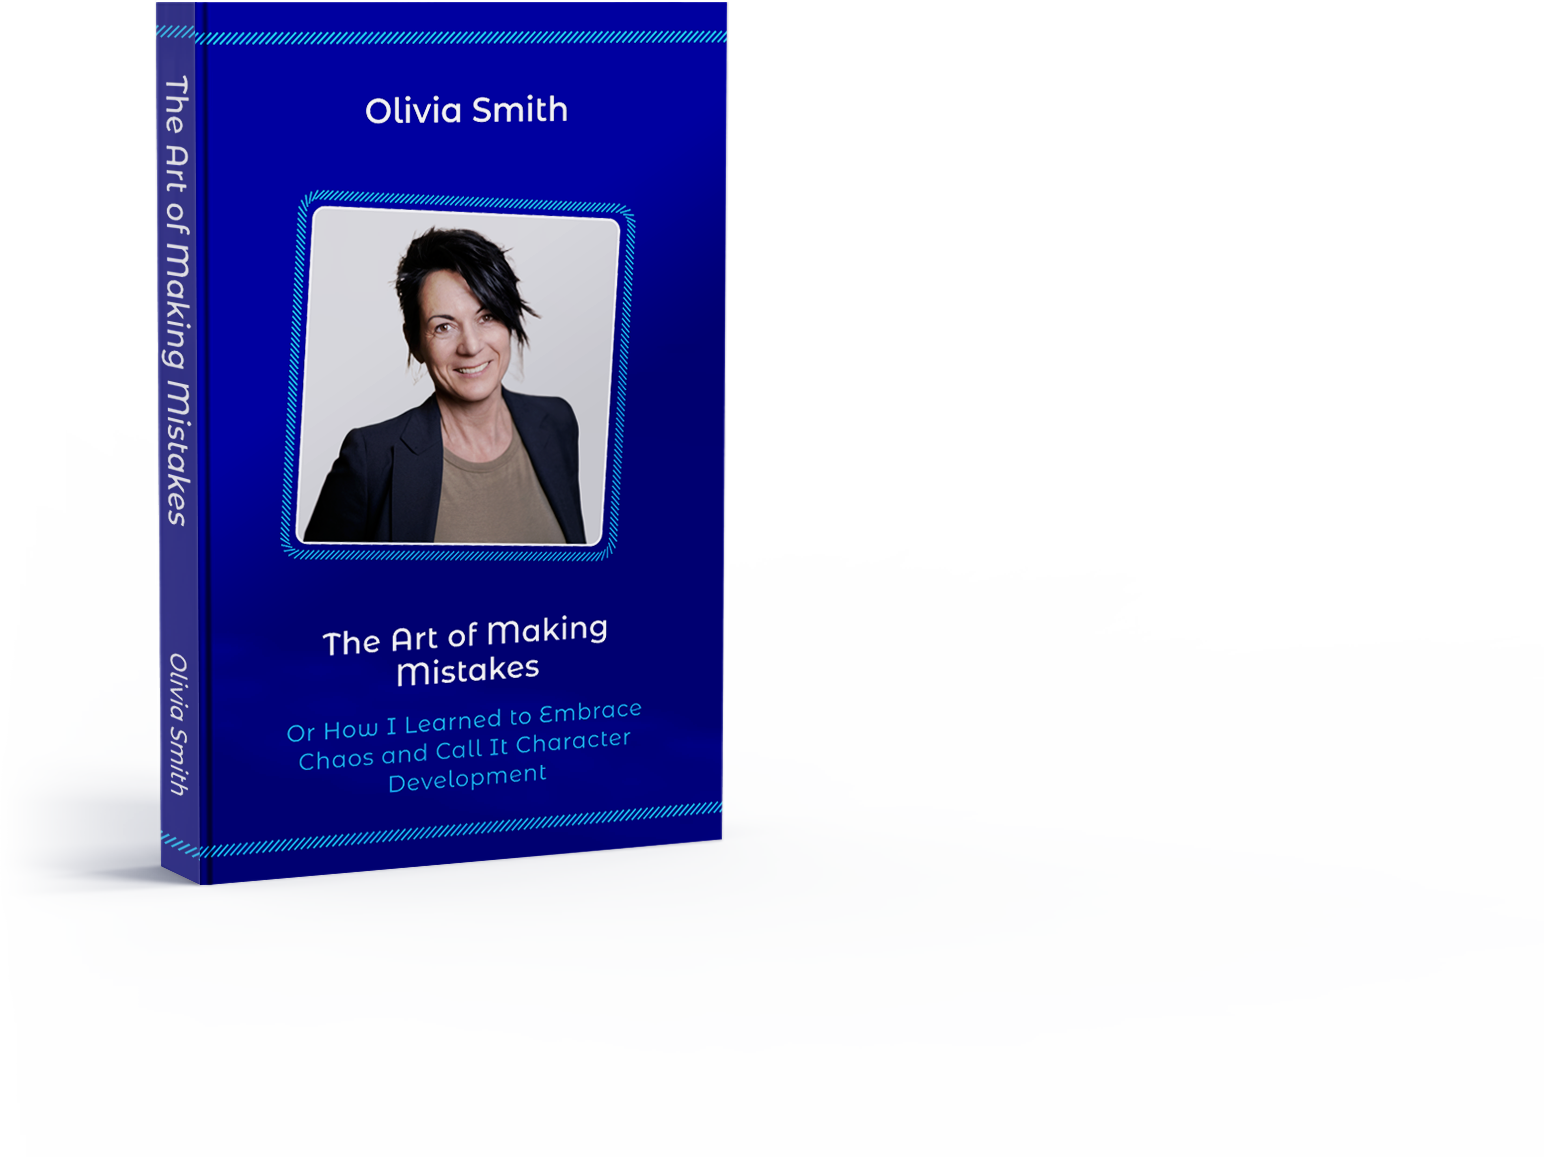 The Art of Making Mistakes
Olivia Smith
Olivia Smith
The Art of Making
Mistakes
Or How I Learned to Embrace
Chaos and Call It Character
Development